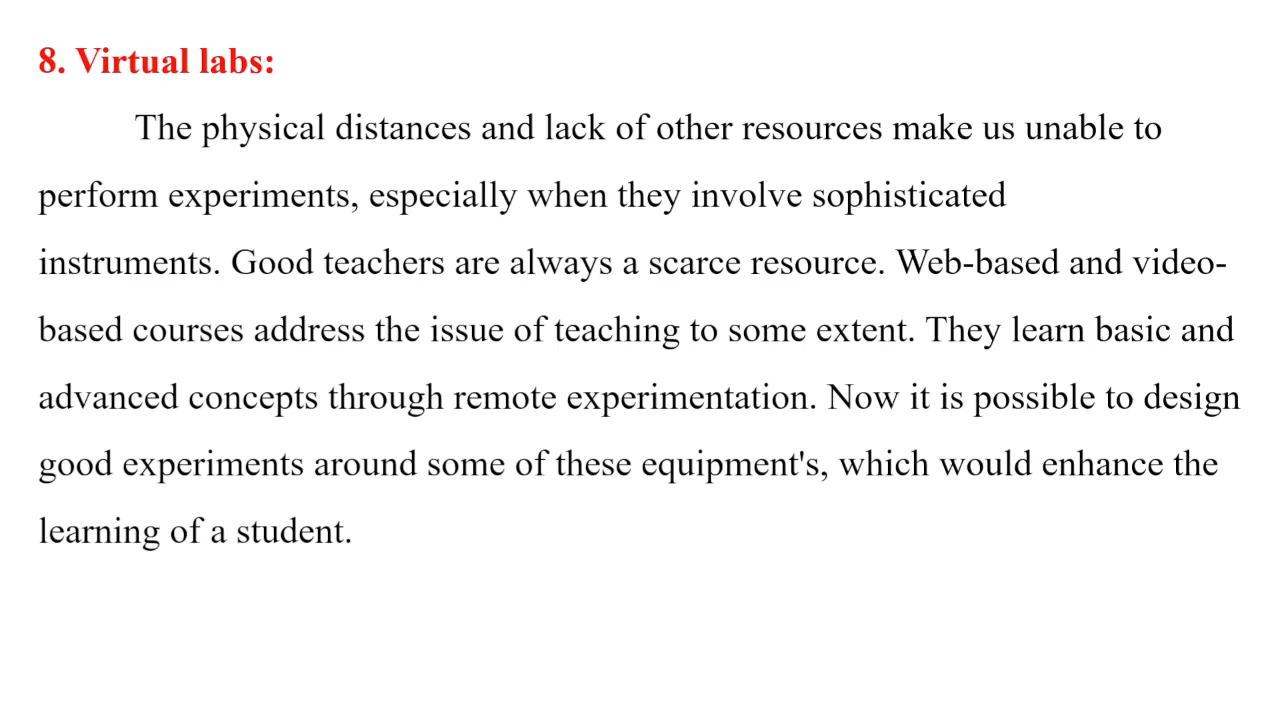 8. Virtual labs:
The physical distances and lack of other resources make us unable to
perform experiments, especially when they involve sophisticated
instruments. Good teachers are always a scarce resource. Web-based and video-
based courses address the issue of teaching to some extent. They learn basic and
advanced concepts through remote experimentation. Now it is possible to design
good experiments around some of these equipment's, which would enhance the
learning of a student.